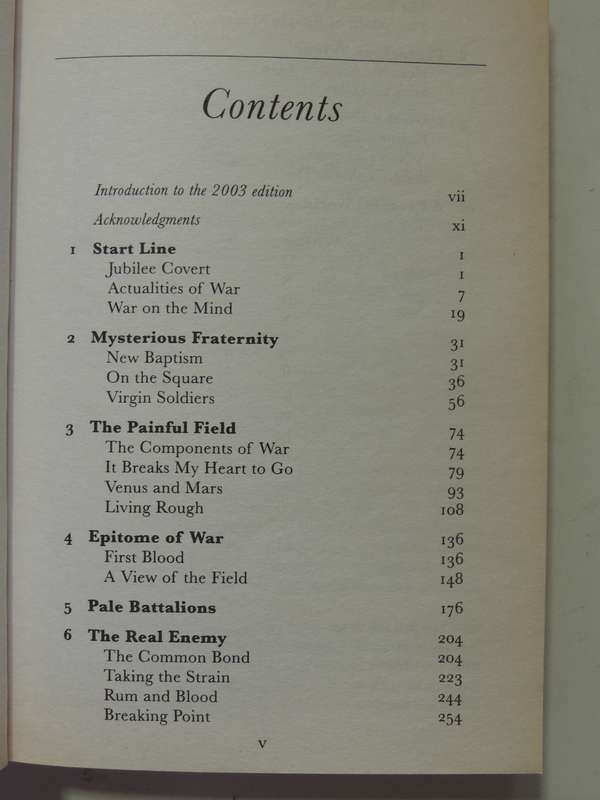 Contents
Introduction to the 2003 edition vii
Acknowledgments xi
1 Start Line 1
Jubilee Covert 1
Actualities of War 7
War on the Mind 19
2 Mysterious Fraternity 31
New Baptism 31
On the Square 36
Virgin Soldiers 56
3 The Painful Field 74
The Components of War 74
It Breaks My Heart to Go 79
Venus and Mars 93
Living Rough 108
4 Epitome of War 136
First Blood 136
A View of the Field 148
5 Pale Battalions 176
6 The Real Enemy 204
The Common Bond 204
Taking the Strain 223
Rum and Blood 244
Breaking Point 254
v